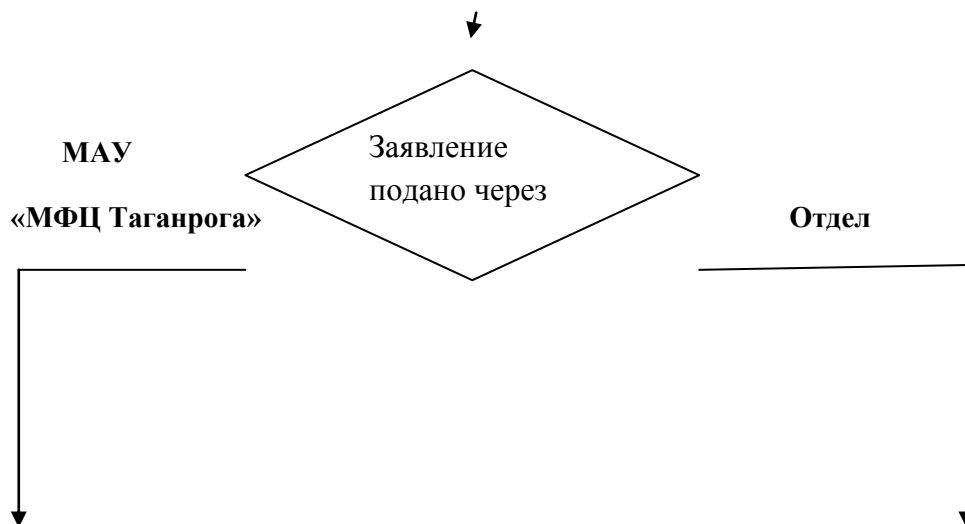 Заявление
подано через
МАУ
«МФЦ Таганрога»
Отдел